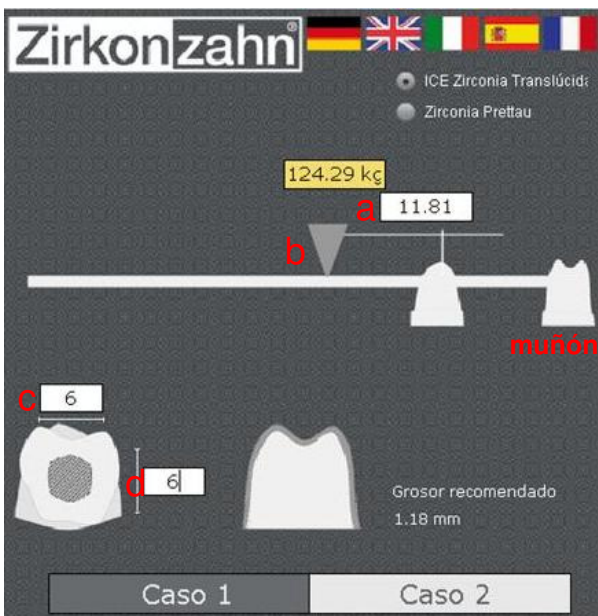 Zirkonzahn®
ICE Zirconia Translúcida
Zirconia Prettau
124.29 kg
a 11.81
b
muñón
c 6
d 6
Grosor recomendado
1.18 mm
Caso 1 Caso 2